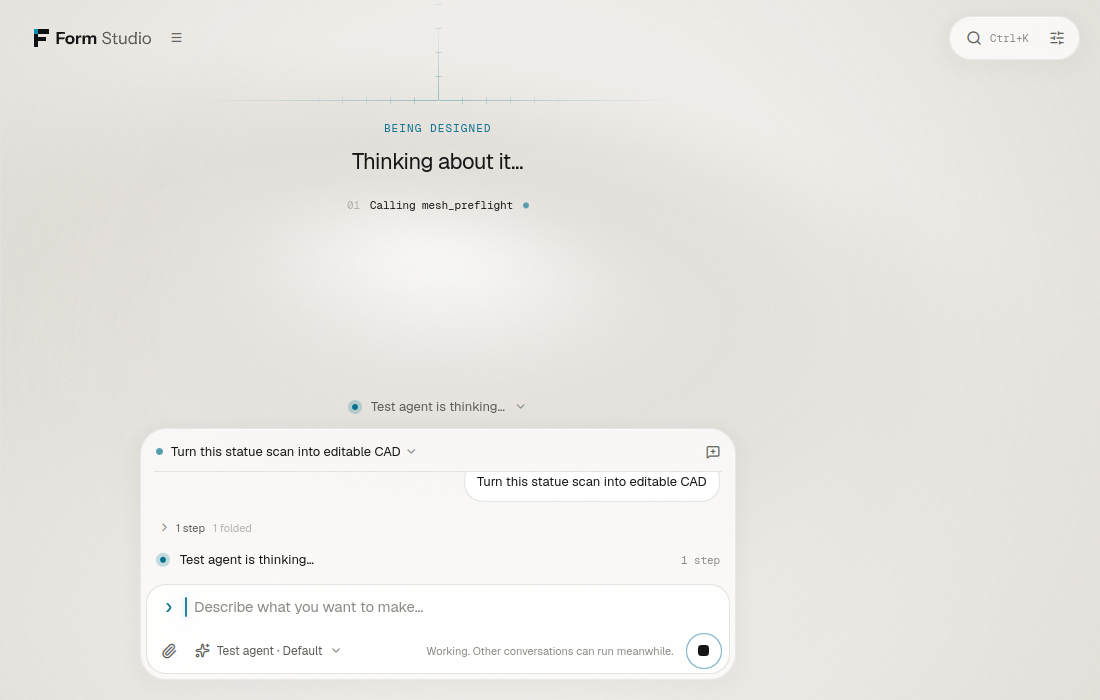 Form Studio
Ctrl+K
BEING DESIGNED
Thinking about it...
01 Calling mesh_preflight
Test agent is thinking...
Turn this statue scan into editable CAD
Turn this statue scan into editable CAD
1 step 1 folded
Test agent is thinking...
1 step
Describe what you want to make...
Test agent · Default
Working. Other conversations can run meanwhile.